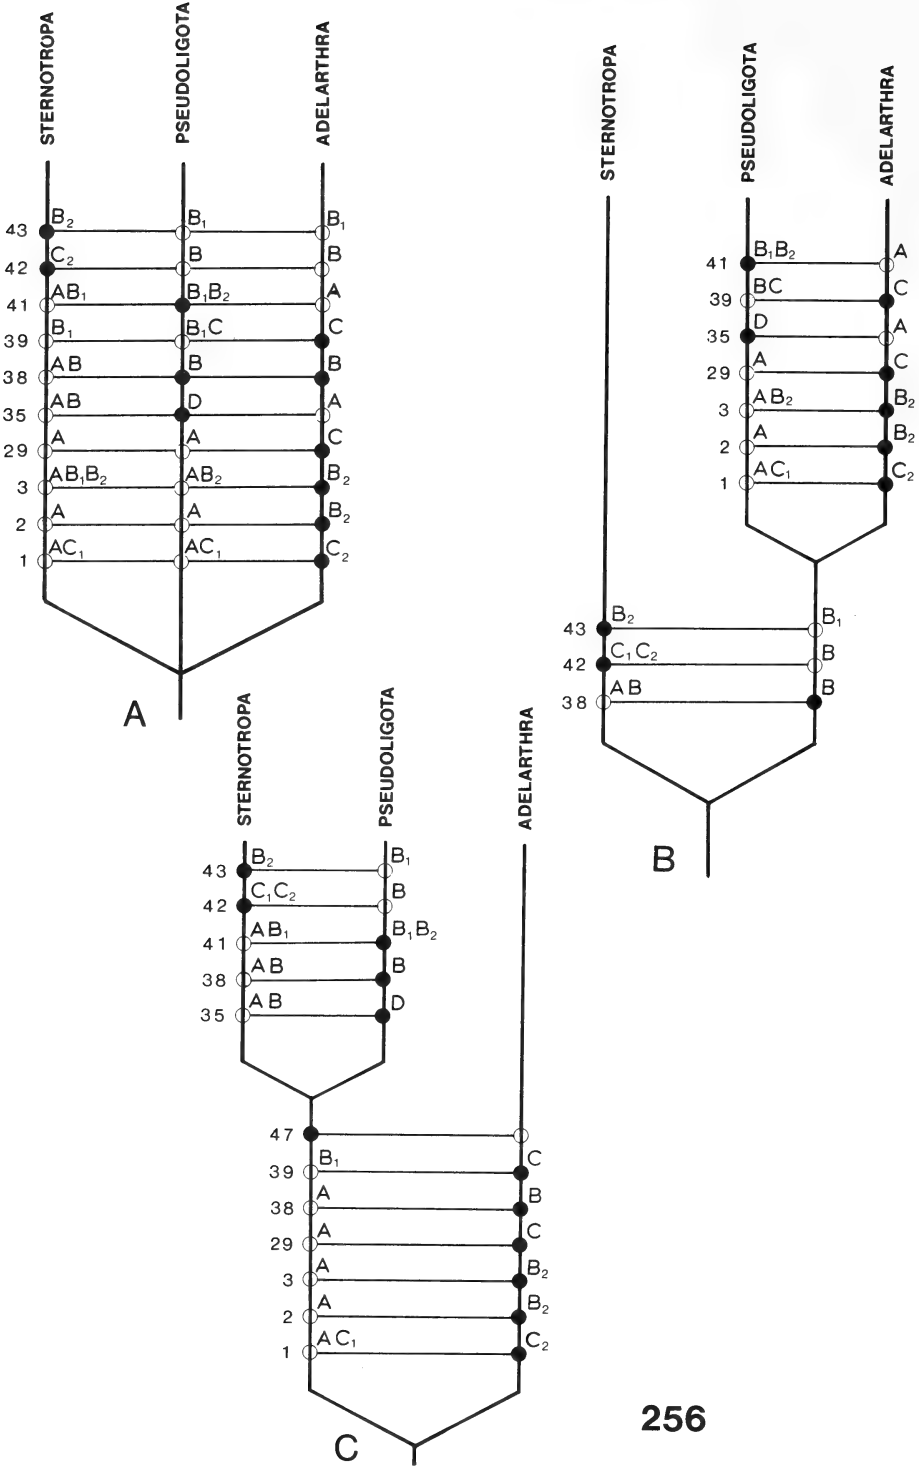 STERNOTROPA PSEUDOLIGOTA ADELARTHRA
43 B₂ B₁ B₁
42 C₂ B B
41 AB₁ B₁B₂ A
39 B₁ B₁C C
38 AB B B
35 AB D A
29 A A C
3 AB₁B₂ AB₂ B₂
2 A A B₂
1 AC₁ AC₁ C₂
A
STERNOTROPA PSEUDOLIGOTA ADELARTHRA
41 B₁B₂ A
39 BC C
35 D A
29 A C
3 AB₂ B₂
2 A B₂
1 AC₁ C₂
43 B₂ B₁
42 C₁C₂ B
38 AB B
B
STERNOTROPA PSEUDOLIGOTA ADELARTHRA
43 B₂ B₁
42 C₁C₂ B
41 AB₁ B₁B₂
38 AB B
35 AB D
47
39 B₁ C
38 A B
29 A C
3 A B₂
2 A B₂
1 AC₁ C₂
C
256